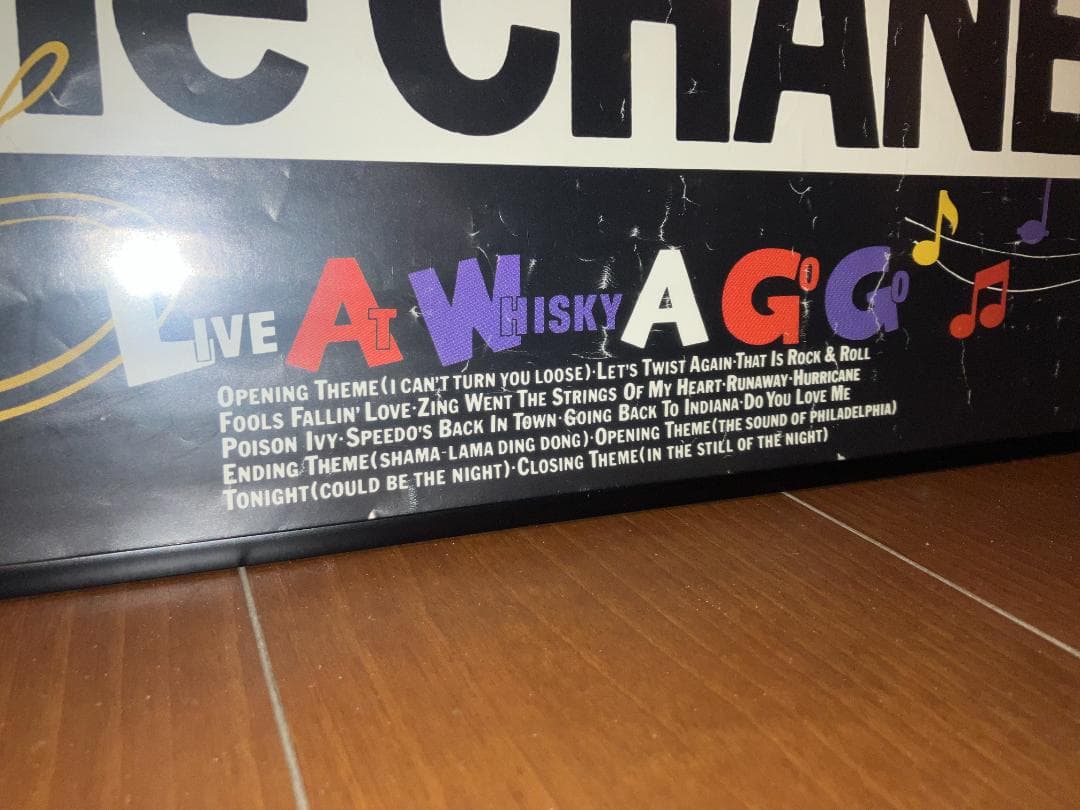 he CHANE
LIVE AT WHISKY A GO GO
OPENING THEME(I CAN'T TURN YOU LOOSE)·LET'S TWIST AGAIN·THAT IS ROCK & ROLL
FOOLS FALLIN' LOVE·ZING WENT THE STRINGS OF MY HEART·RUNAWAY·HURRICANE
POISON IVY·SPEEDO'S BACK IN TOWN·GOING BACK TO INDIANA·DO YOU LOVE ME
ENDING THEME(SHAMA-LAMA DING DONG)·OPENING THEME(THE SOUND OF PHILADELPHIA)
TONIGHT(COULD BE THE NIGHT)·CLOSING THEME(IN THE STILL OF THE NIGHT)